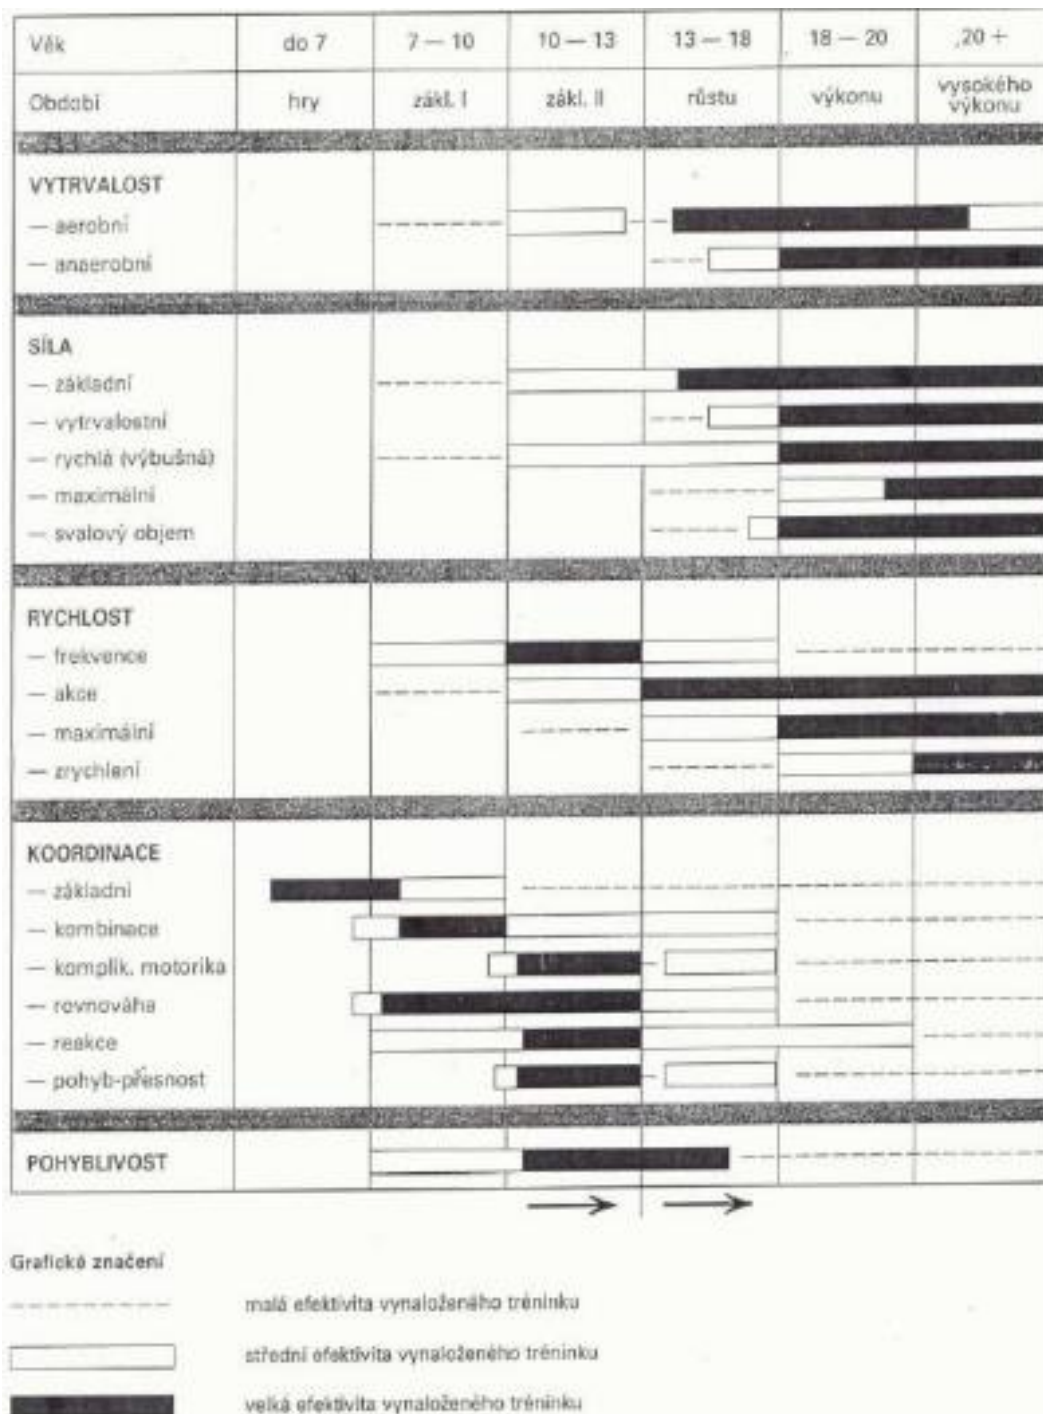 Věk do 7 7 — 10 10 — 13 13 — 18 18 — 20 ,20 +
Období hry zákl. I zákl. II růstu výkonu vysokého výkonu
VYTRVALOST
— aerobní
— anaerobní
SÍLA
— základní
— vytrvalostní
— rychlá (výbušná)
— maximální
— svalový objem
RYCHLOST
— frekvence
— akce
— maximální
— zrychlení
KOORDINACE
— základní
— kombinace
— komplik. motorika
— rovnováha
— reakce
— pohyb-přesnost
POHYBLIVOST
Grafické značení
malá efektivita vynaloženého tréninku
střední efektivita vynaloženého tréninku
velká efektivita vynaloženého tréninku